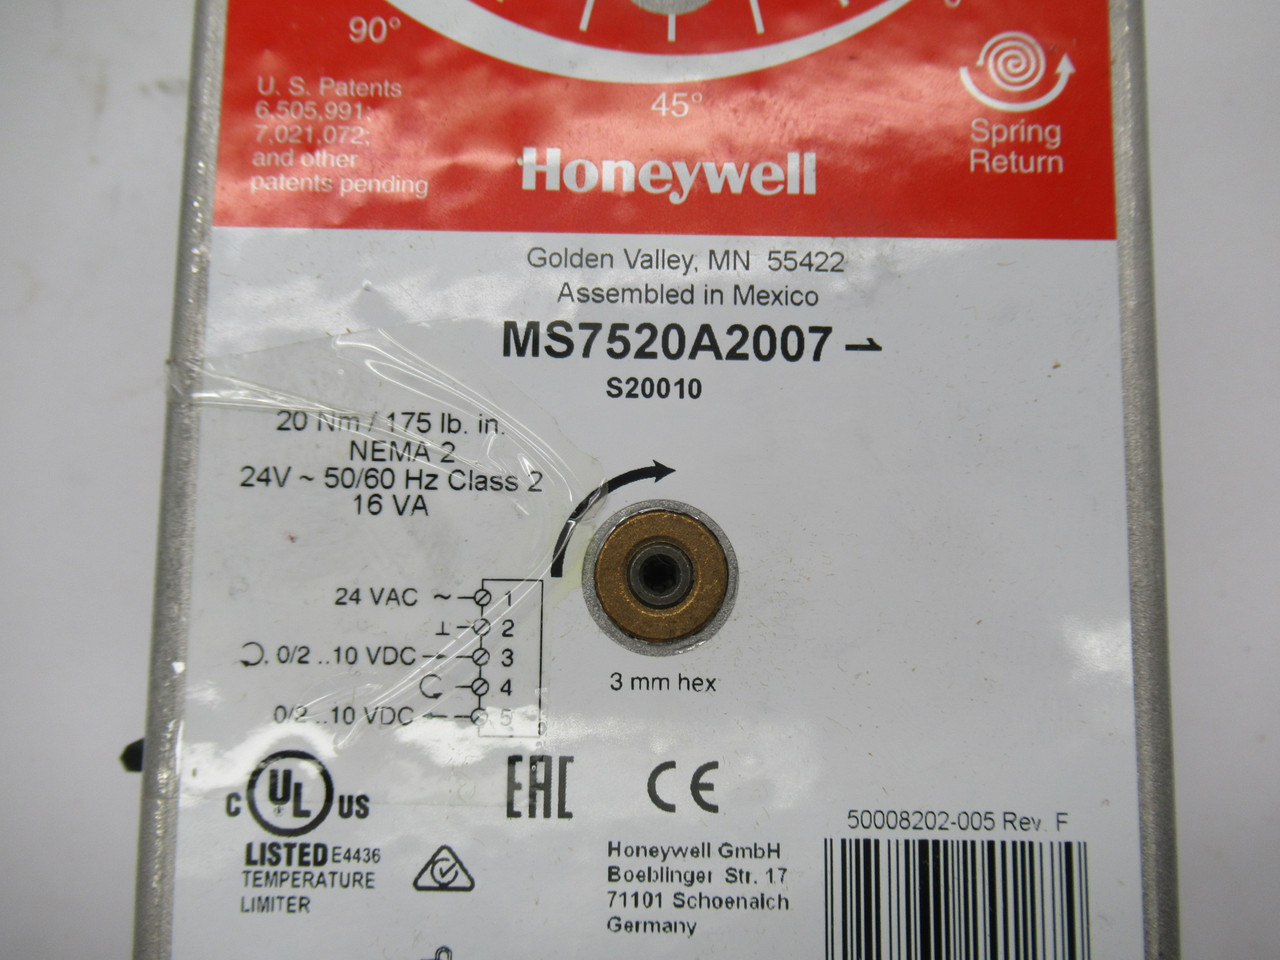 90°
45°
U. S. Patents
6,505,991;
7,021,072;
and other
patents pending
Honeywell
Spring
Return
Golden Valley, MN 55422
Assembled in Mexico
MS7520A2007
S20010
20 Nm / 175 lb. in.
NEMA 2
24V ~ 50/60 Hz Class 2
16 VA
24 VAC ~ 1
2
0/2 ..10 VDC 3
4
0/2 ..10 VDC 5
3 mm hex
C UL US
®
LISTED E4436
TEMPERATURE
LIMITER
EAC
CE
Honeywell GmbH
Boeblinger Str. 17
71101 Schoenaich
Germany
50008202-005 Rev. F